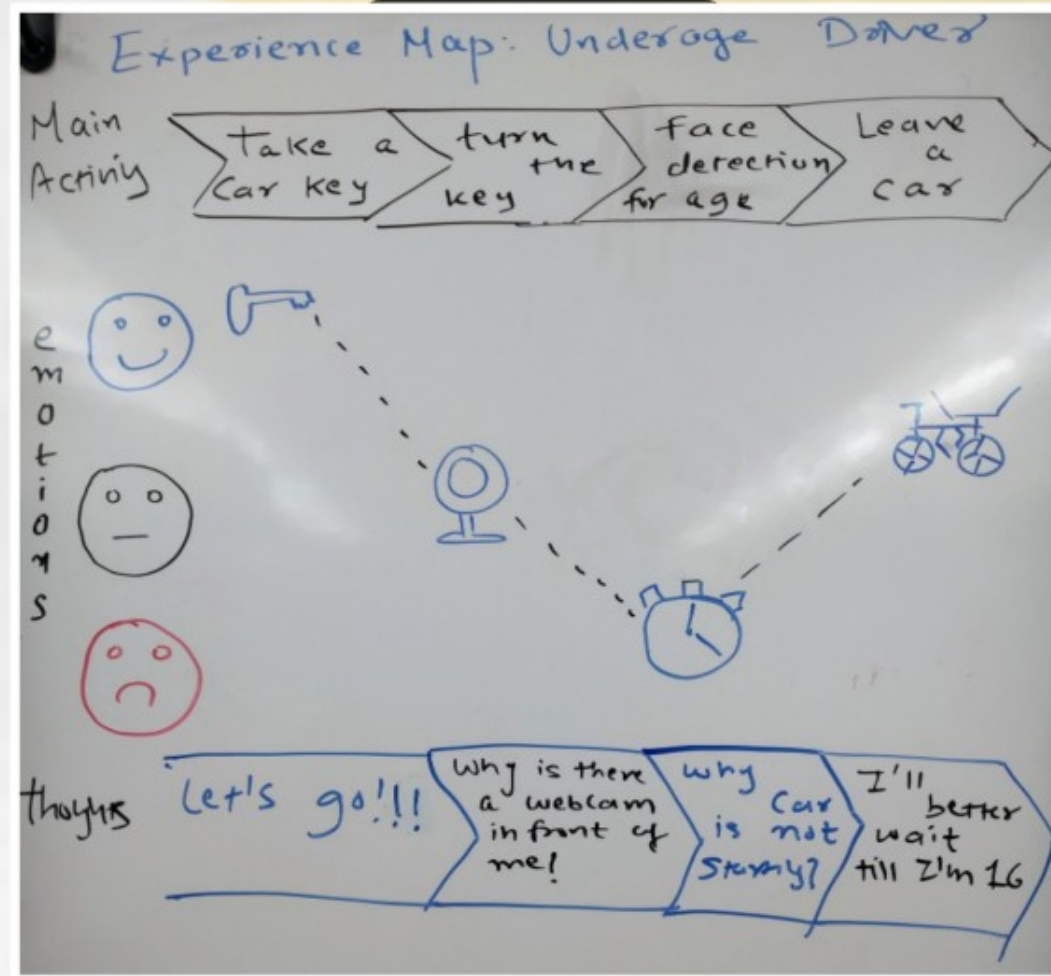 Experience Map: Underage Driver
Main
Activiy
Take a
Car key
turn
the
key
face
detection
for age
Leave
a
car
emotions
thoughts
Let's go!!!
Why is there
a webcam
in front of
me!
why
Car
is not
Starting?
I'll
better
wait
till I'm 16